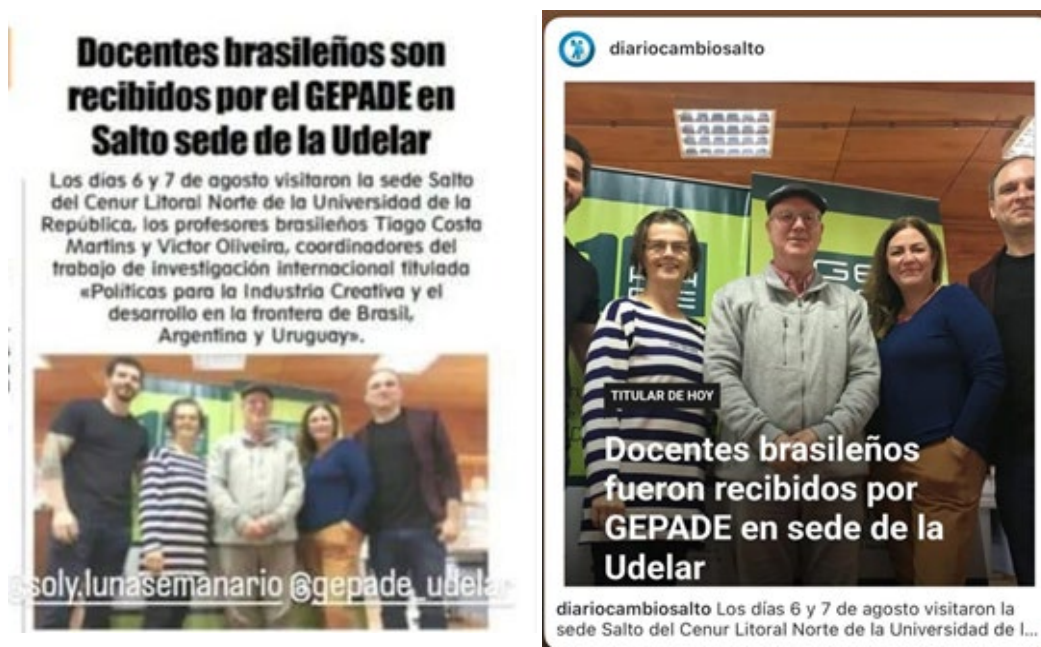 Docentes brasileños son
recibidos por el GEPADE en
Salto sede de la Udelar
Los días 6 y 7 de agosto visitaron la sede Salto
del Cenur Litoral Norte de la Universidad de la
República, los profesores brasileños Tiago Costa
Martins y Victor Oliveira, coordinadores del
trabajo de investigación internacional titulada
«Políticas para la Industria Creativa y el
desarrollo en la frontera de Brasil,
Argentina y Uruguay».
soly.lunasemanario @gepade_udelar
diariocambiosalto
TITULAR DE HOY
Docentes brasileños
fueron recibidos por
GEPADE en sede de la
Udelar
diariocambiosalto Los días 6 y 7 de agosto visitaron la
sede Salto del Cenur Litoral Norte de la Universidad de l...